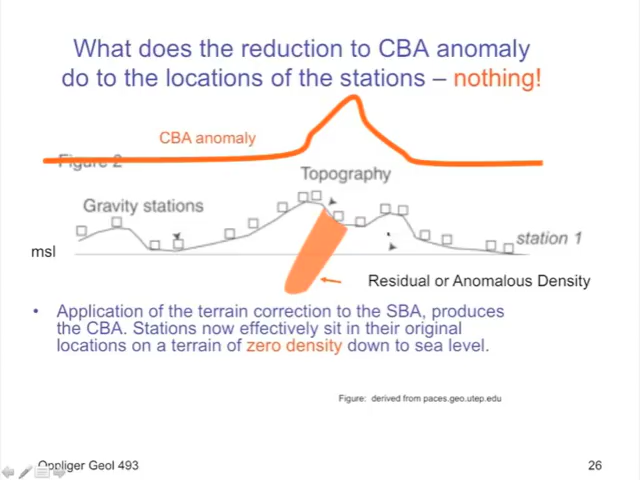 What does the reduction to CBA anomaly
do to the locations of the stations – nothing!
CBA anomaly
Figure 2
Topography
Gravity stations
station 1
msl
Residual or Anomalous Density
• Application of the terrain correction to the SBA, produces
the CBA. Stations now effectively sit in their original
locations on a terrain of zero density down to sea level.
Figure: derived from paces.geo.utep.edu
Oppliger Geol 493
26